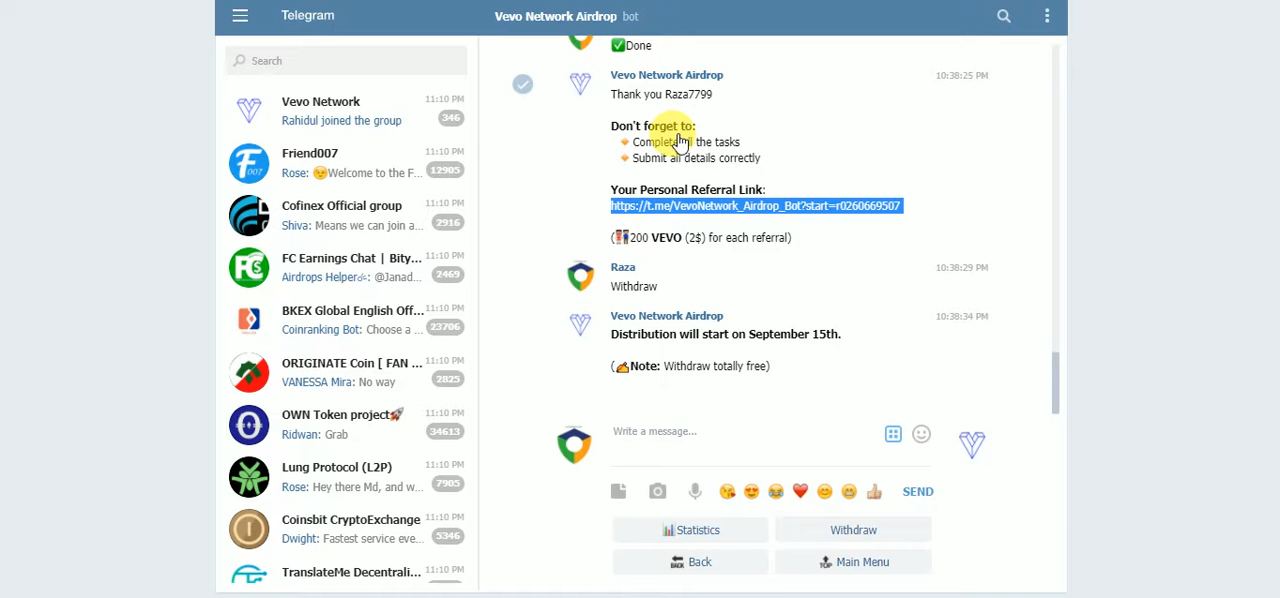 Telegram
Vevo Network Airdrop bot
Search
Vevo Network 11:10 PM
Rahidul joined the group 346
Friend007 11:10 PM
Rose: 😉Welcome to the F... 12905
Cofinex Official group 11:10 PM
Shiva: Means we can join a... 2916
FC Earnings Chat | Bity... 11:10 PM
Airdrops Helper: @Janad... 2469
BKEX Global English Off... 11:10 PM
Coinranking Bot: Choose a ... 23706
ORIGINATE Coin [ FAN ... 11:10 PM
VANESSA Mira: No way 2825
OWN Token project🚀 11:10 PM
Ridwan: Grab 34613
Lung Protocol (L2P) 11:10 PM
Rose: Hey there Md, and w... 7905
Coinsbit CryptoExchange 11:10 PM
Dwight: Fastest service eve... 5346
TranslateMe Decentrali... 11:10 PM
✅Done
Vevo Network Airdrop 10:38:25 PM
Thank you Raza7799
Don't forget to:
🔸 Complete all the tasks
🔸 Submit all details correctly
Your Personal Referral Link:
https://t.me/VevoNetwork_Airdrop_Bot?start=r0260669507
(👫200 VEVO (2$) for each referral)
Raza 10:38:29 PM
Withdraw
Vevo Network Airdrop 10:38:34 PM
Distribution will start on September 15th.
(✍Note: Withdraw totally free)
Write a message...
SEND
📊Statistics
Withdraw
🔙 Back
🔝 Main Menu